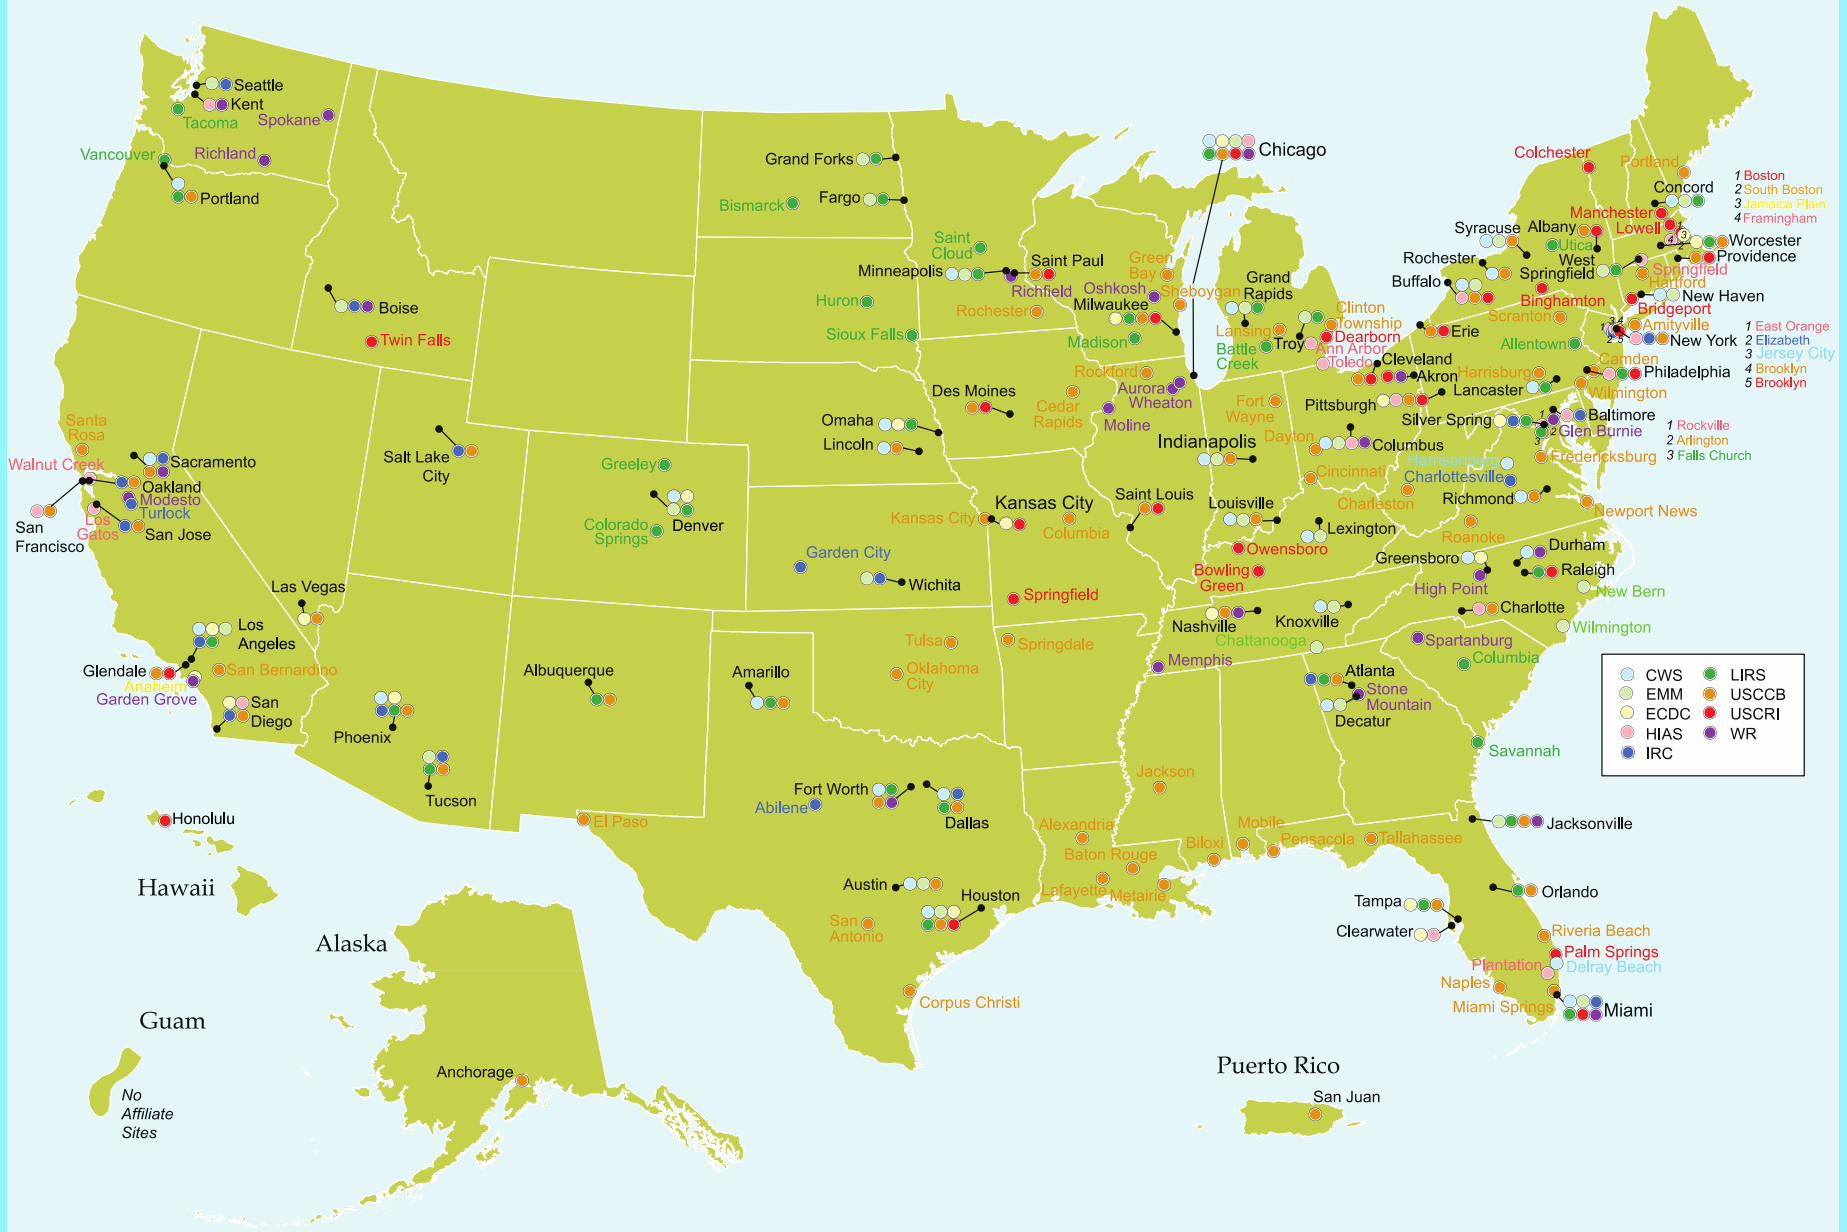 Seattle
Kent
Tacoma
Spokane
Vancouver
Richland
Portland
Boise
Twin Falls
Santa
Rosa
Walnut Creek
Sacramento
Oakland
Modesto
Turlock
San
Francisco
Los
Gatos
San Jose
Salt Lake
City
Las Vegas
Los
Angeles
Glendale
San Bernardino
Anaheim
Garden Grove
San
Diego
Phoenix
Tucson
Albuquerque
El Paso
Greeley
Denver
Colorado
Springs
Grand Forks
Fargo
Bismarck
Huron
Sioux Falls
Saint
Cloud
Minneapolis
Saint Paul
Richfield
Rochester
Omaha
Lincoln
Des Moines
Cedar
Rapids
Garden City
Wichita
Kansas City
Kansas City
Columbia
Saint Louis
Springfield
Tulsa
Oklahoma
City
Springdale
Amarillo
Fort Worth
Abilene
Dallas
Austin
Houston
San
Antonio
Corpus Christi
Chicago
Green
Bay
Oshkosh
Sheboygan
Milwaukee
Madison
Rockford
Aurora
Wheaton
Moline
Grand
Rapids
Lansing
Battle
Creek
Clinton
Township
Troy
Dearborn
Ann Arbor
Toledo
Cleveland
Akron
Fort
Wayne
Dayton
Columbus
Cincinnati
Indianapolis
Louisville
Lexington
Owensboro
Bowling
Green
Nashville
Knoxville
Chattanooga
Memphis
Charleston
Pittsburgh
Erie
Colchester
Portland
Concord
Manchester
Lowell
1 Boston
2 South Boston
3 Jamaica Plain
4 Framingham
1
2
3
4
Worcester
Providence
Syracuse
Albany
Utica
Rochester
Buffalo
West
Springfield
Springfield
Hartford
New Haven
Bridgeport
Binghamton
Scranton
Amityville
New York
1
3 4
2 5
1 East Orange
2 Elizabeth
3 Jersey City
4 Brooklyn
5 Brooklyn
Allentown
Camden
Philadelphia
Harrisburg
Lancaster
Wilmington
Silver Spring
Baltimore
Glen Burnie
1
2
3
1 Rockville
2 Arlington
3 Falls Church
Fredericksburg
Harrisonburg
Charlottesville
Richmond
Newport News
Roanoke
Greensboro
Durham
Raleigh
High Point
New Bern
Charlotte
Wilmington
Spartanburg
Columbia
Atlanta
Stone
Mountain
Decatur
Savannah
Jackson
Alexandria
Baton Rouge
Lafayette
Metairie
Biloxi
Mobile
Pensacola
Tallahassee
Jacksonville
Orlando
Tampa
Clearwater
Riveria Beach
Palm Springs
Delray Beach
Plantation
Naples
Miami Springs
Miami
CWS
EMM
ECDC
HIAS
IRC
LIRS
USCCB
USCRI
WR
Honolulu
Hawaii
Alaska
Anchorage
Guam
No
Affiliate
Sites
Puerto Rico
San Juan